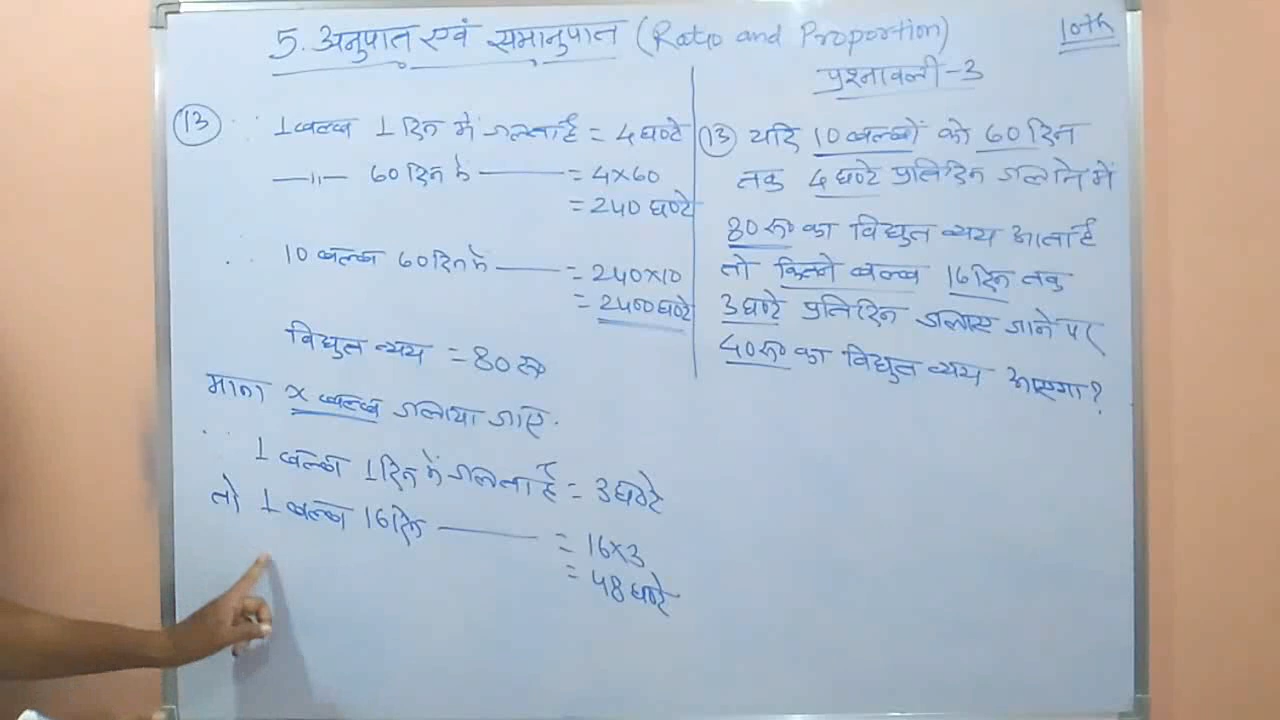 5. अनुपात एवं समानुपात (Ratio and Proportion)
10th
प्रश्नावली-3
(13) ∴ 1 बल्ब 1 दिन में जलता है = 4 घण्टे
—"— 60 दिन में ——— = 4×60
= 240 घण्टे
∴ 10 बल्ब 60 दिन में ——— = 240×10
= 2400 घण्टे
विद्युत व्यय = 80 रू
माना x बल्ब जलाया जाए.
∵ 1 बल्ब 1 दिन में जलता है = 3 घण्टे
तो 1 बल्ब 16 दिन ——— = 16×3
= 48 घण्टे
(13) यदि 10 बल्बों को 60 दिन
तक 4 घण्टे प्रतिदिन जलाने में
80 रू० का विद्युत व्यय आता है
तो कितने बल्ब 16 दिन तक
3 घण्टे प्रतिदिन जलाए जाने पर
40 रू० का विद्युत व्यय आएगा?